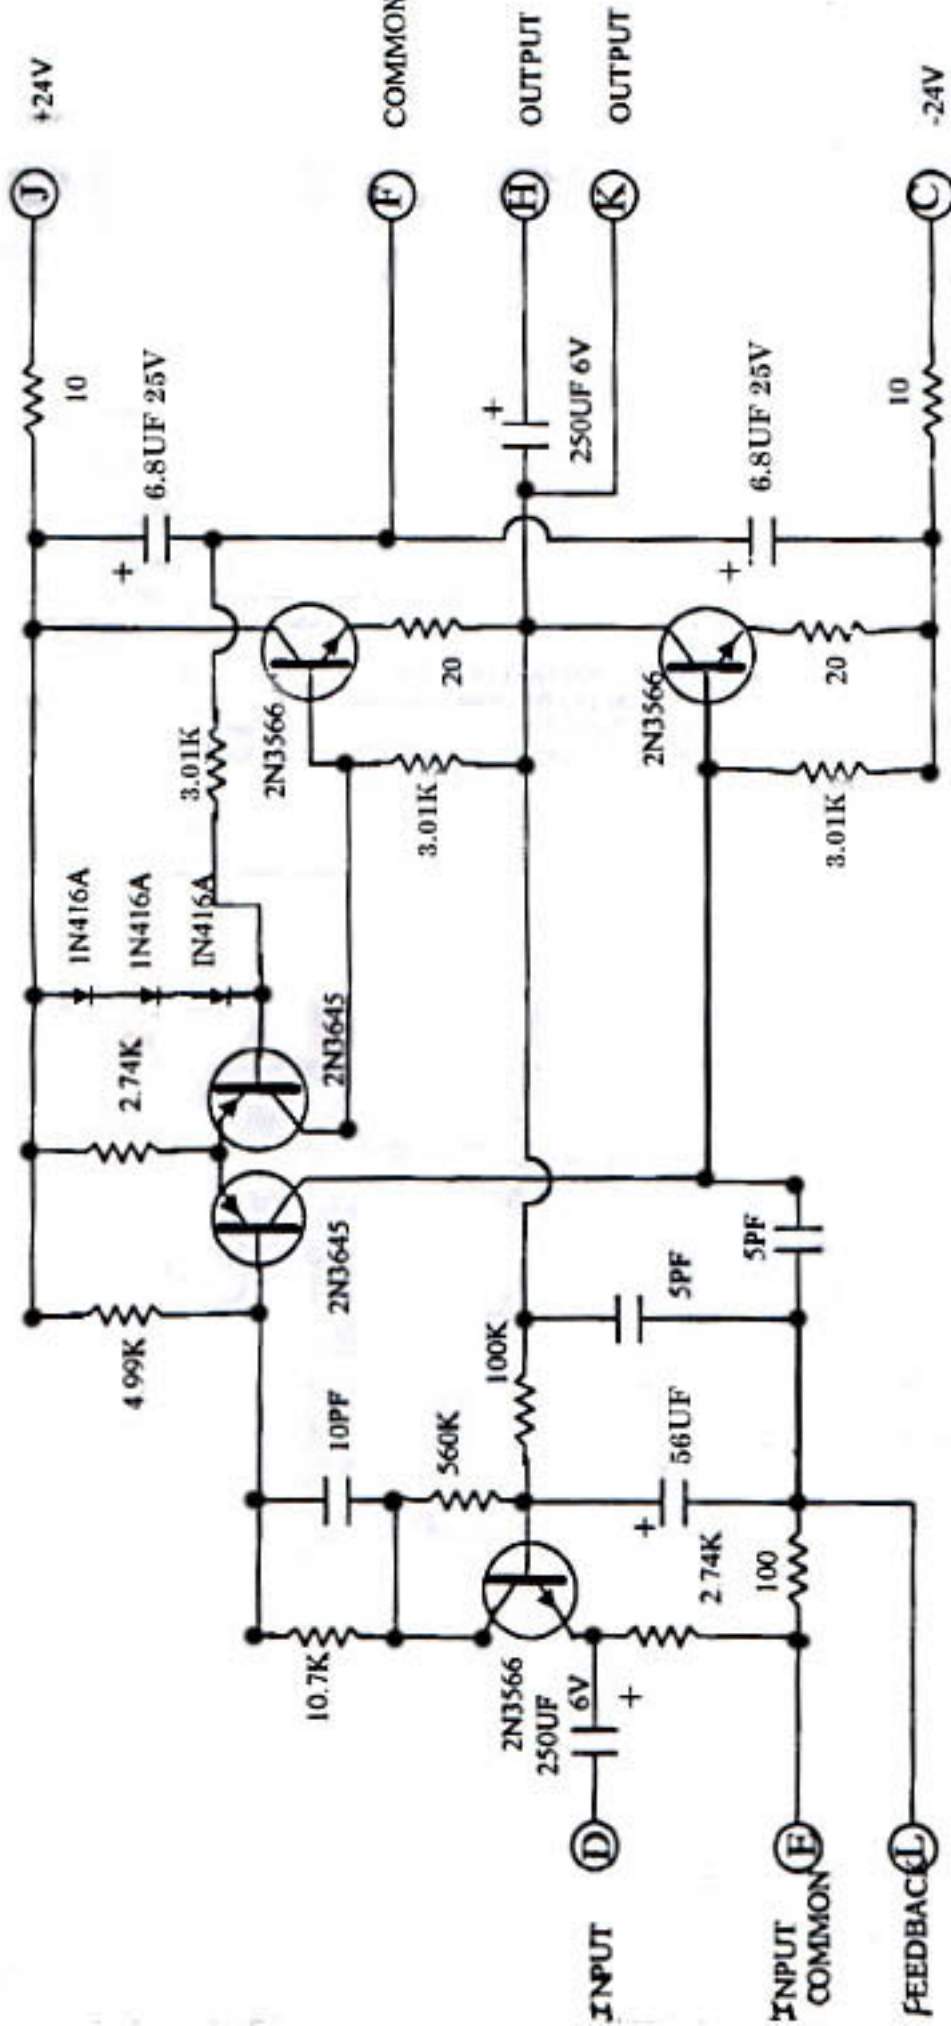 J
+24V
10
6.8UF 25V
+
F
COMMON
H
OUTPUT
K
OUTPUT
250UF 6V
+
6.8UF 25V
+
10
C
-24V
1N416A
1N416A
1N416A
3.01K
2N3566
20
3.01K
2N3566
20
3.01K
2.74K
2N3645
2N3645
4.99K
10PF
560K
100K
5PF
5PF
56UF
+
10.7K
2N3566
250UF
6V
+
2.74K
100
D
INPUT
INPUT
COMMON
L
FEEDBACK